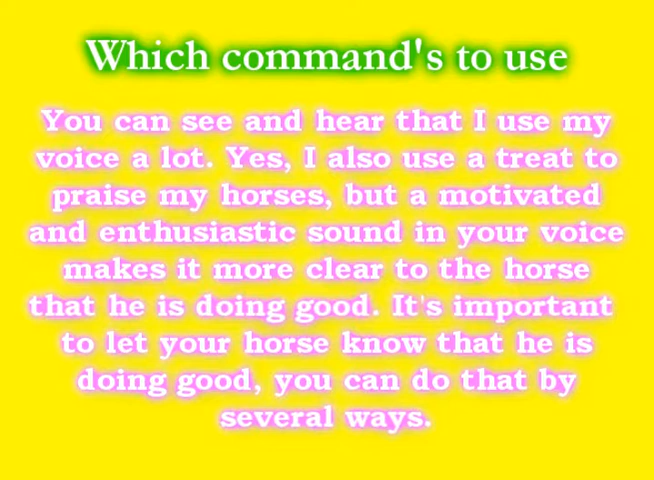 Which command's to use
You can see and hear that I use my
voice a lot. Yes, I also use a treat to
praise my horses, but a motivated
and enthusiastic sound in your voice
makes it more clear to the horse
that he is doing good. It's important
to let your horse know that he is
doing good, you can do that by
several ways.